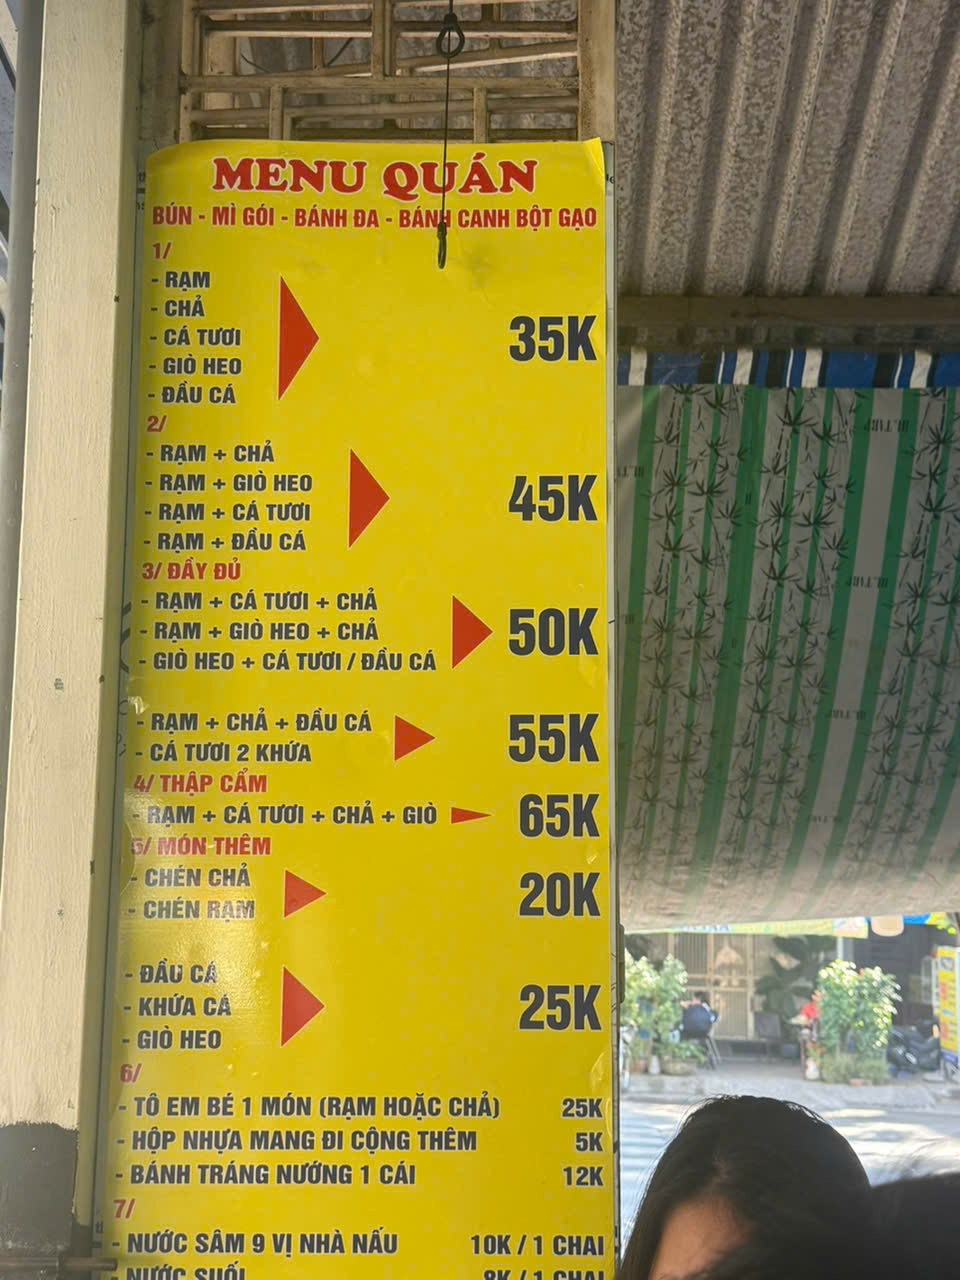 MENU QUÁN
BÚN - MÌ GÓI - BÁNH ĐA - BÁNH CANH BỘT GẠO
1/
- RẠM
- CHẢ
- CÁ TƯƠI
- GIÒ HEO
- ĐẦU CÁ
35K
2/
- RẠM + CHẢ
- RẠM + GIÒ HEO
- RẠM + CÁ TƯƠI
- RẠM + ĐẦU CÁ
45K
3/ ĐẦY ĐỦ
- RẠM + CÁ TƯƠI + CHẢ
- RẠM + GIÒ HEO + CHẢ
- GIÒ HEO + CÁ TƯƠI / ĐẦU CÁ
50K
- RẠM + CHẢ + ĐẦU CÁ
- CÁ TƯƠI 2 KHỨA
55K
4/ THẬP CẨM
- RẠM + CÁ TƯƠI + CHẢ + GIÒ
65K
5/ MÓN THÊM
- CHÉN CHẢ
- CHÉN RẠM
20K
- ĐẦU CÁ
- KHỨA CÁ
- GIÒ HEO
25K
6/
- TÔ EM BÉ 1 MÓN (RẠM HOẶC CHẢ) 25K
- HỘP NHỰA MANG ĐI CỘNG THÊM 5K
- BÁNH TRÁNG NƯỚNG 1 CÁI 12K
7/
- NƯỚC SÂM 9 VỊ NHÀ NẤU 10K / 1 CHAI
- NƯỚC SUỐI 8K / 1 CHAI